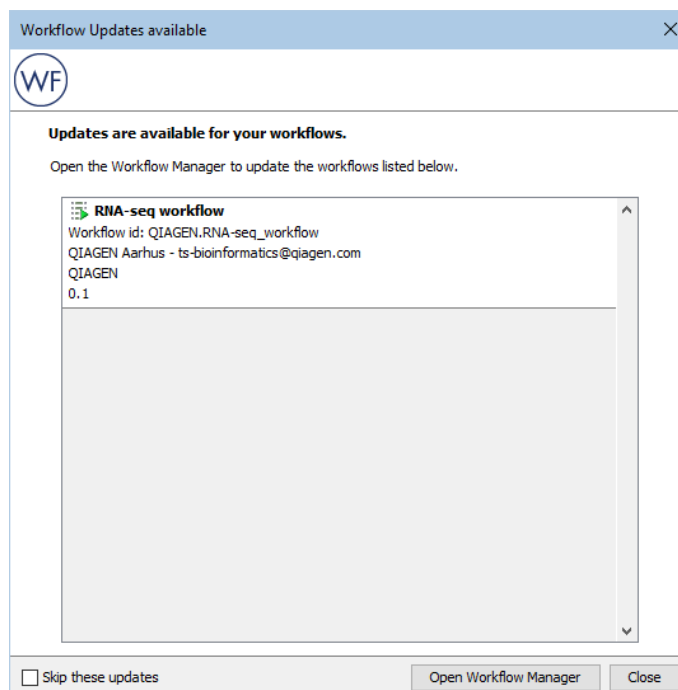 Workflow Updates available
WF
Updates are available for your workflows.
Open the Workflow Manager to update the workflows listed below.
RNA-seq workflow
Workflow id: QIAGEN.RNA-seq_workflow
QIAGEN Aarhus - ts-bioinformatics@qiagen.com
QIAGEN
0.1
Skip these updates
Open Workflow Manager
Close